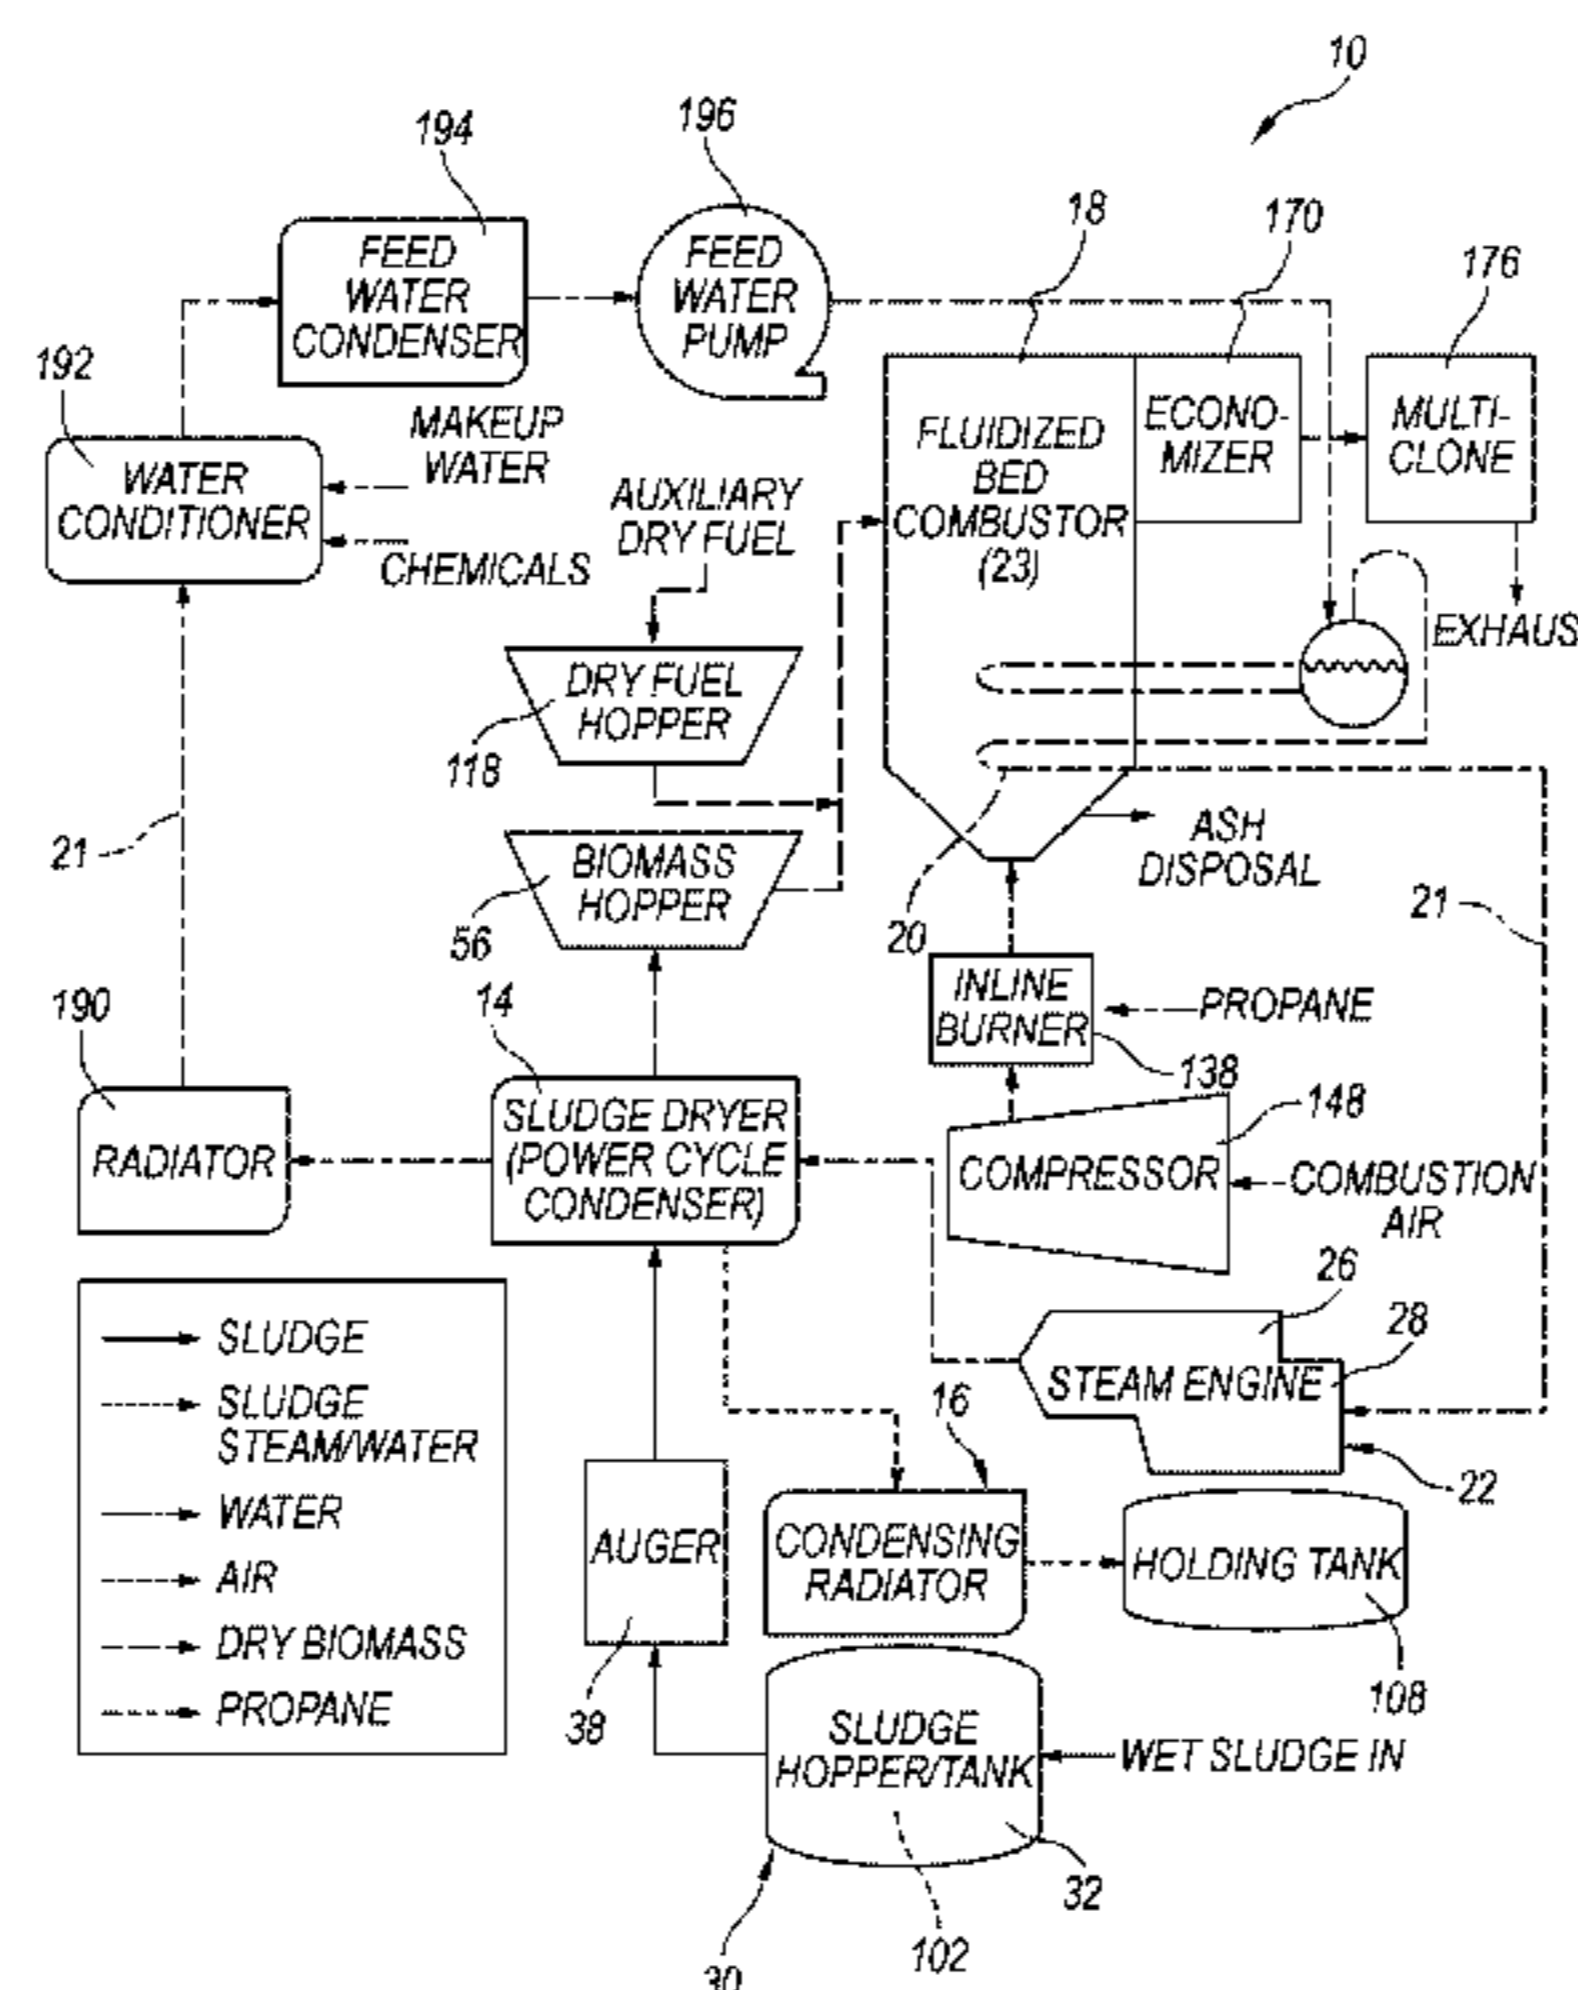 10
194
196
18
170
176
FEED
WATER
CONDENSER
FEED
WATER
PUMP
192
MAKEUP
WATER
FLUIDIZED
BED
COMBUSTOR
(23)
ECONO-
MIZER
MULTI-
CLONE
WATER
CONDITIONER
AUXILIARY
DRY FUEL
CHEMICALS
EXHAUS
DRY FUEL
HOPPER
118
21
BIOMASS
HOPPER
56
ASH
DISPOSAL
20
21
190
14
INLINE
BURNER
PROPANE
138
148
RADIATOR
SLUDGE DRYER
(POWER CYCLE
CONDENSER)
COMPRESSOR
COMBUSTION
AIR
26
28
STEAM ENGINE
16
22
SLUDGE
SLUDGE
STEAM/WATER
WATER
AIR
DRY BIOMASS
PROPANE
AUGER
CONDENSING
RADIATOR
HOLDING TANK
38
108
SLUDGE
HOPPER/TANK
WET SLUDGE IN
32
102
30